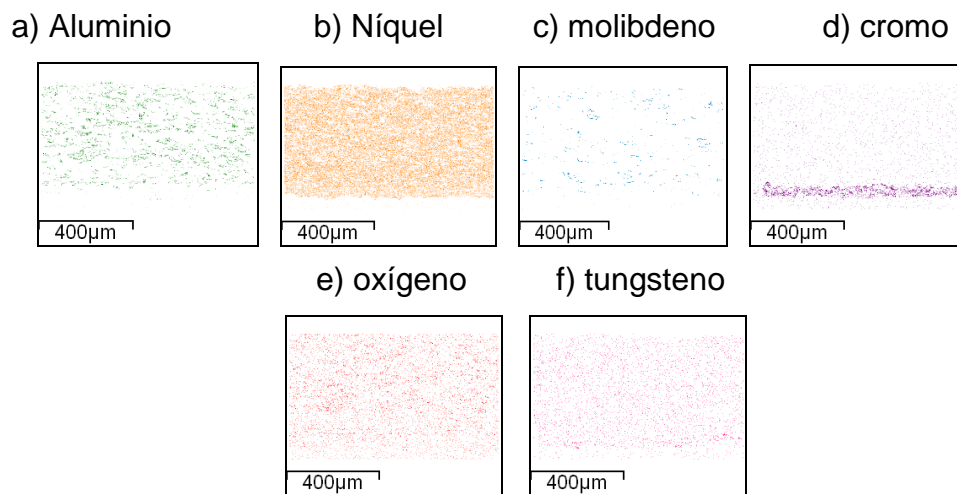 a) Aluminio
b) Níquel
c) molibdeno
d) cromo
400µm
400µm
400µm
400µm
e) oxígeno
f) tungsteno
400µm
400µm